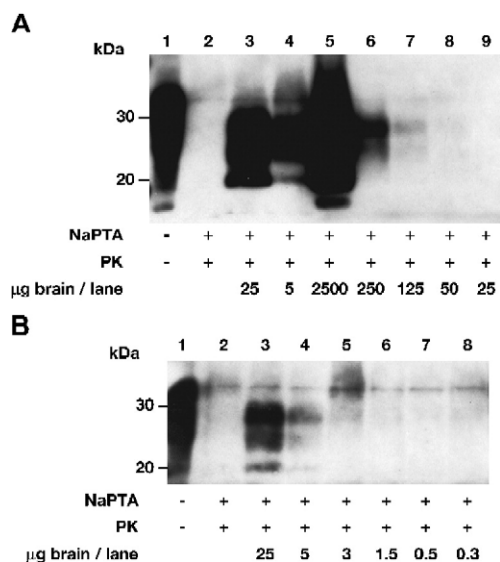 A
kDa 1 2 3 4 5 6 7 8 9
30
20
NaPTA - + + + + + + + +
PK - + + + + + + + +
µg brain / lane 25 5 2500 250 125 50 25
B
kDa 1 2 3 4 5 6 7 8
30
20
NaPTA - + + + + + + +
PK - + + + + + + +
µg brain / lane 25 5 3 1.5 0.5 0.3